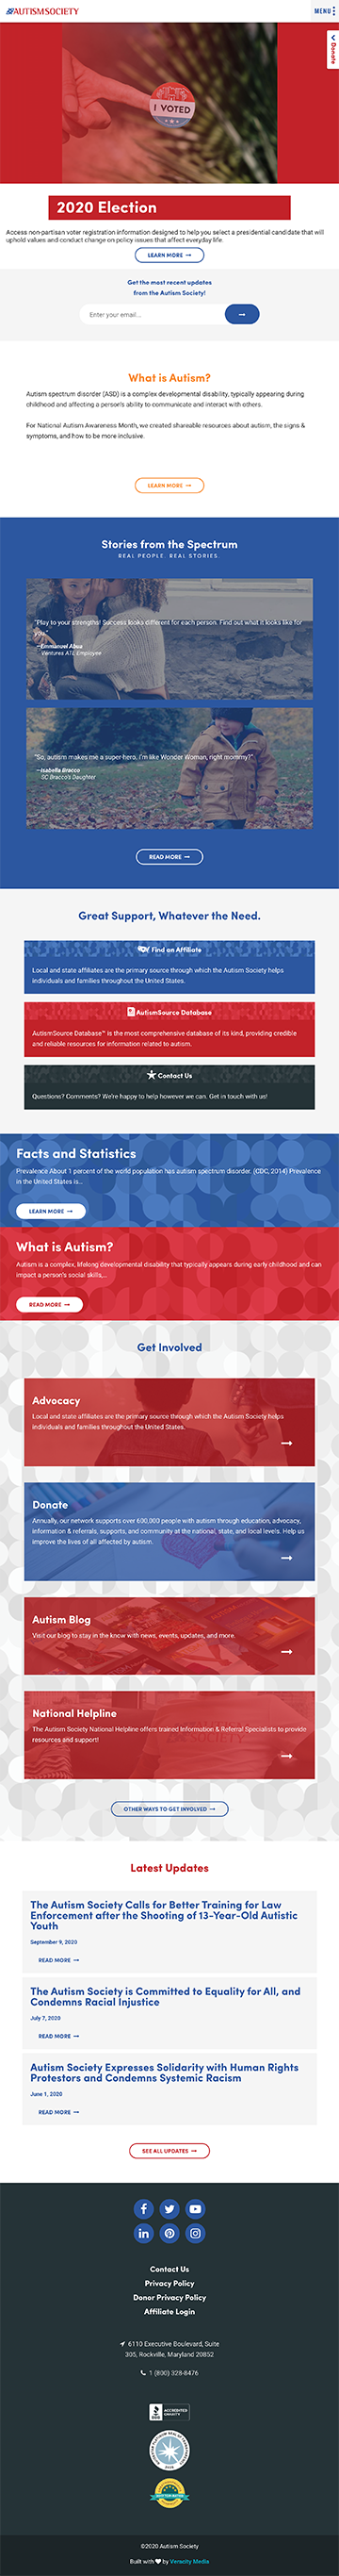 AUTISM SOCIETY
MENU
Donate
I VOTED
2020 Election
Access non-partisan voter registration information designed to help you select a presidential candidate that will
uphold values and conduct change on policy issues that affect everyday life.
LEARN MORE →
Get the most recent updates
from the Autism Society!
Enter your email... →
What is Autism?
Autism spectrum disorder (ASD) is a complex developmental disability, typically appearing during
childhood and affecting a person's ability to communicate and interact with others.
For National Autism Awareness Month, we created shareable resources about autism, the signs &
symptoms, and how to be more inclusive.
LEARN MORE →
Stories from the Spectrum
REAL PEOPLE. REAL STORIES.
"Play to your strengths! Success looks different for each person. Find out what it looks like for
you."
—Emmanuel Alves
Ventures ATL Employee
"So, autism makes me a super-hero. I'm like Wonder Woman, right mommy?"
—Isabella Bracco
SC Bracco's Daughter
READ MORE →
Great Support, Whatever the Need.
Find an Affiliate
Local and state affiliates are the primary source through which the Autism Society helps
individuals and families throughout the United States.
AutismSource Database
AutismSource Database™ is the most comprehensive database of its kind, providing credible
and reliable resources for information related to autism.
Contact Us
Questions? Comments? We're happy to help however we can. Get in touch with us!
Facts and Statistics
Prevalence About 1 percent of the world population has autism spectrum disorder. (CDC, 2014) Prevalence
in the United States is...
LEARN MORE →
What is Autism?
Autism is a complex, lifelong developmental disability that typically appears during early childhood and can
impact a person's social skills,...
READ MORE →
Get Involved
Advocacy
Local and state affiliates are the primary source through which the Autism Society helps
individuals and families throughout the United States.
→
Donate
Annually, our network supports over 600,000 people with autism through education, advocacy,
information & referrals, supports, and community at the national, state, and local levels. Help us
improve the lives of all affected by autism.
→
Autism Blog
Visit our blog to stay in the know with news, events, updates, and more.
→
National Helpline
The Autism Society National Helpline offers trained Information & Referral Specialists to provide
resources and support!
SOCIETY
→
OTHER WAYS TO GET INVOLVED →
Latest Updates
The Autism Society Calls for Better Training for Law
Enforcement after the Shooting of 13-Year-Old Autistic
Youth
September 9, 2020
READ MORE →
The Autism Society is Committed to Equality for All, and
Condemns Racial Injustice
July 7, 2020
READ MORE →
Autism Society Expresses Solidarity with Human Rights
Protestors and Condemns Systemic Racism
June 1, 2020
READ MORE →
SEE ALL UPDATES →
Contact Us
Privacy Policy
Donor Privacy Policy
Affiliate Login
6110 Executive Boulevard, Suite
305, Rockville, Maryland 20852
1 (800) 328-8476
BBB ACCREDITED CHARITY
©2020 Autism Society
Built with ❤ by Veracity Media